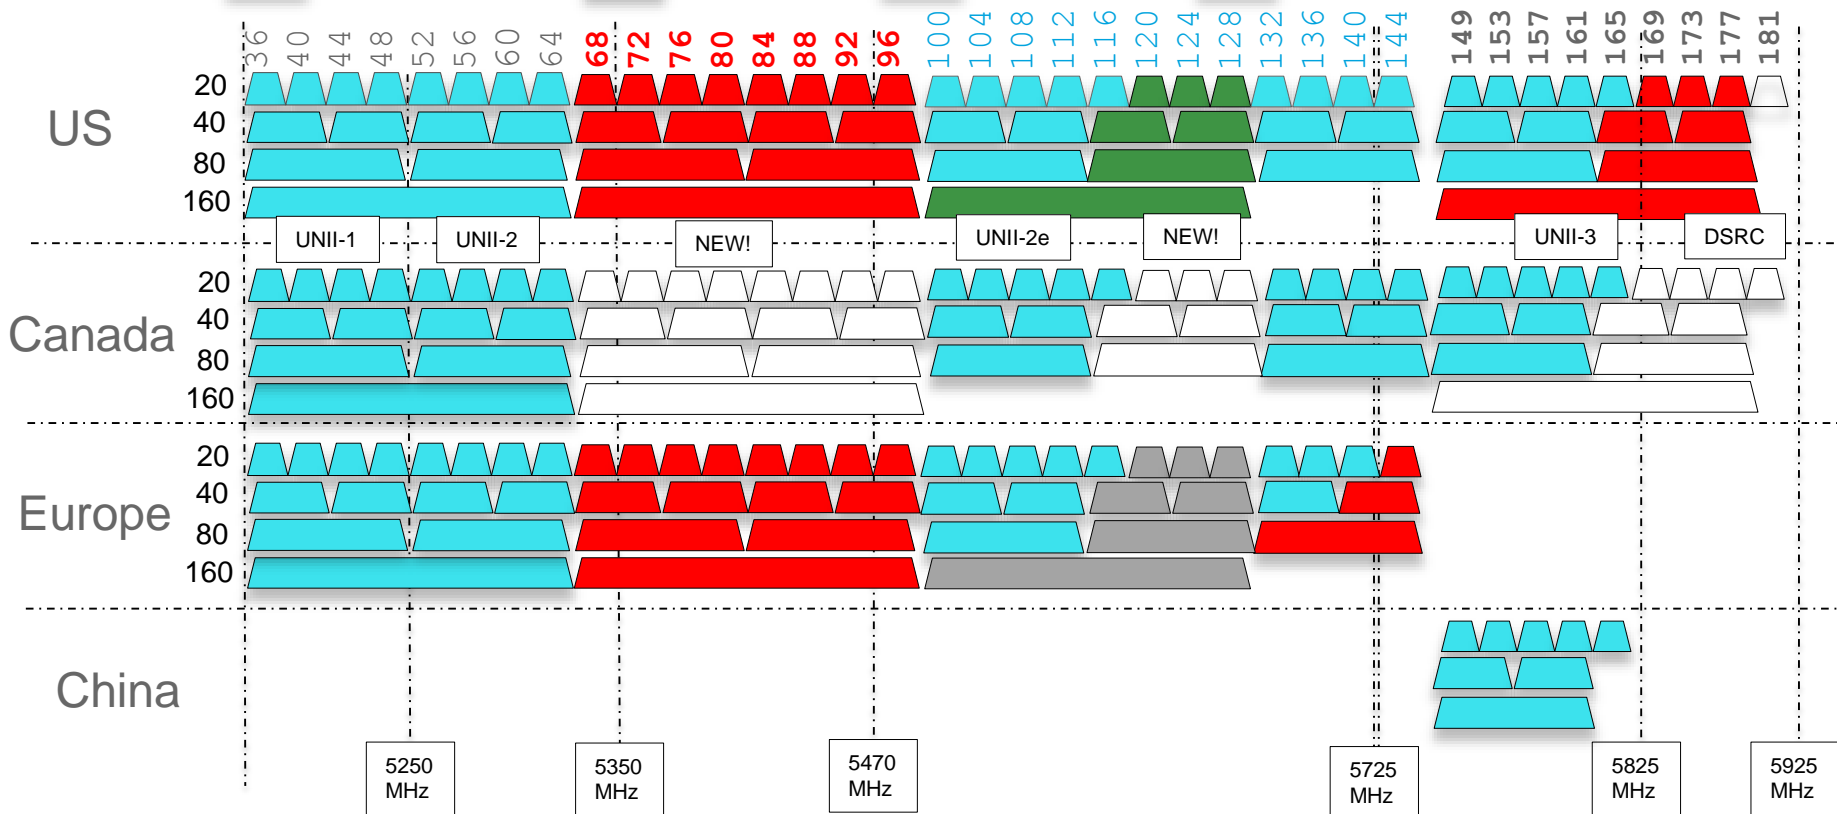 36 40 44 48 52 56 60 64 68 72 76 80 84 88 92 96 100 104 108 112 116 120 124 128 132 136 140 144 149 153 157 161 165 169 173 177 181
US
20
40
80
160
UNII-1 UNII-2 NEW! UNII-2e NEW! UNII-3 DSRC
Canada
20
40
80
160
Europe
20
40
80
160
China
5250
MHz
5350
MHz
5470
MHz
5725
MHz
5825
MHz
5925
MHz